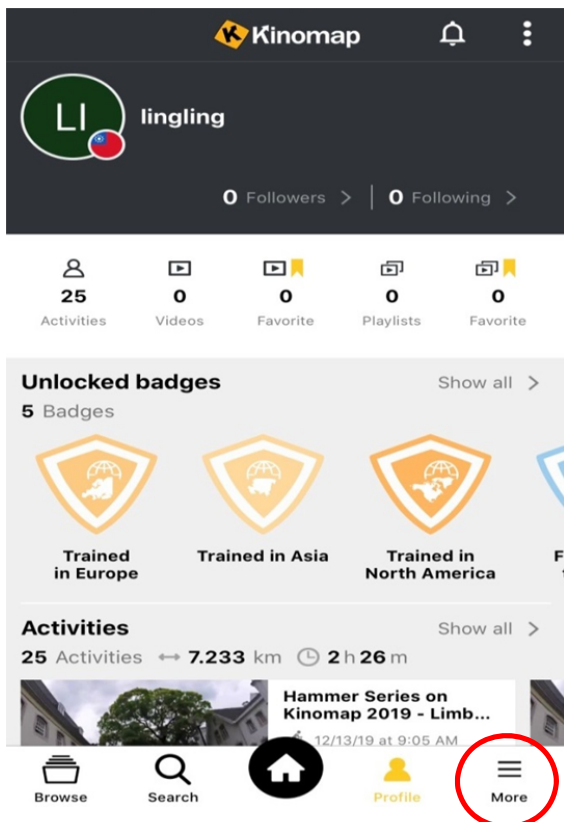 Kinomap
LI
lingling
0 Followers > | 0 Following >
25 0 0 0 0
Activities Videos Favorite Playlists Favorite
Unlocked badges Show all >
5 Badges
Trained in Europe
Trained in Asia
Trained in North America
Activities Show all >
25 Activities ↔ 7.233 km 2 h 26 m
Hammer Series on
Kinomap 2019 - Limb...
12/13/19 at 9:05 AM
Browse Search Profile More